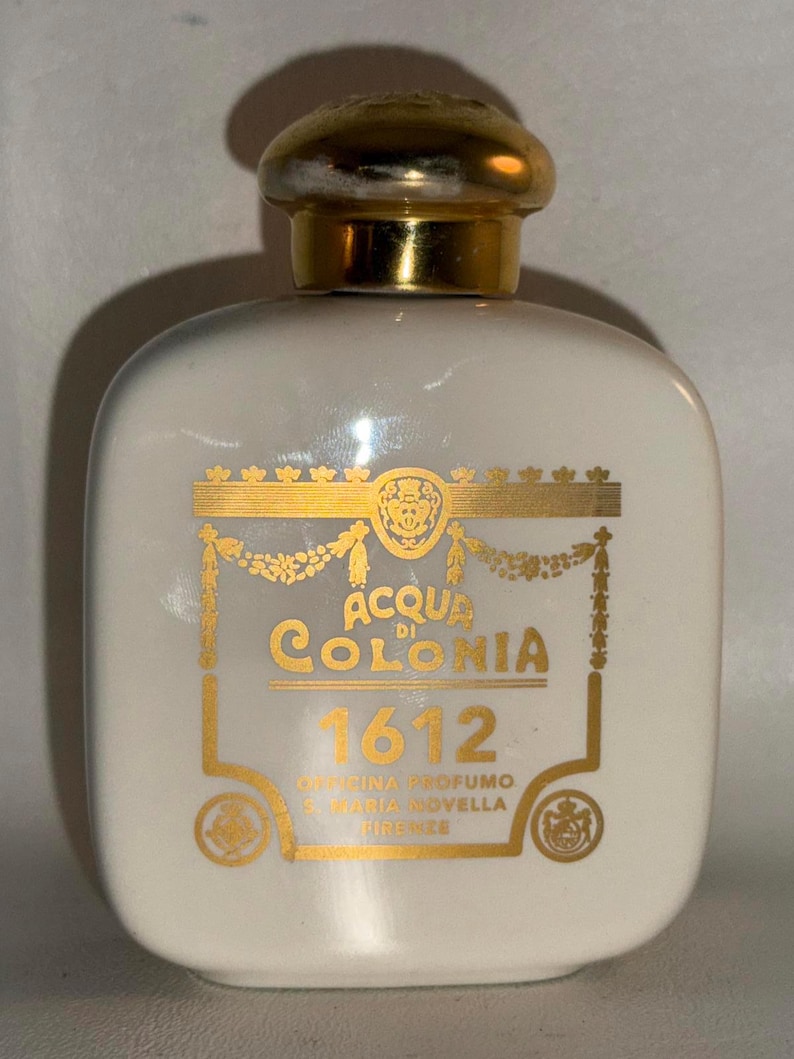 ACQUA
DI
COLONIA
1612
OFFICINA PROFUMO
S. MARIA NOVELLA
FIRENZE